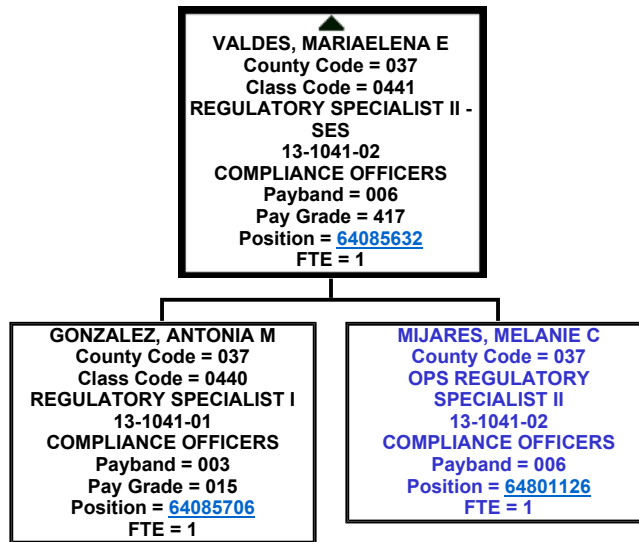 VALDES, MARIAELENA E
County Code = 037
Class Code = 0441
REGULATORY SPECIALIST II -
SES
13-1041-02
COMPLIANCE OFFICERS
Payband = 006
Pay Grade = 417
Position = 64085632
FTE = 1
GONZALEZ, ANTONIA M
County Code = 037
Class Code = 0440
REGULATORY SPECIALIST I
13-1041-01
COMPLIANCE OFFICERS
Payband = 003
Pay Grade = 015
Position = 64085706
FTE = 1
MIJARES, MELANIE C
County Code = 037
OPS REGULATORY
SPECIALIST II
13-1041-02
COMPLIANCE OFFICERS
Payband = 006
Position = 64801126
FTE = 1